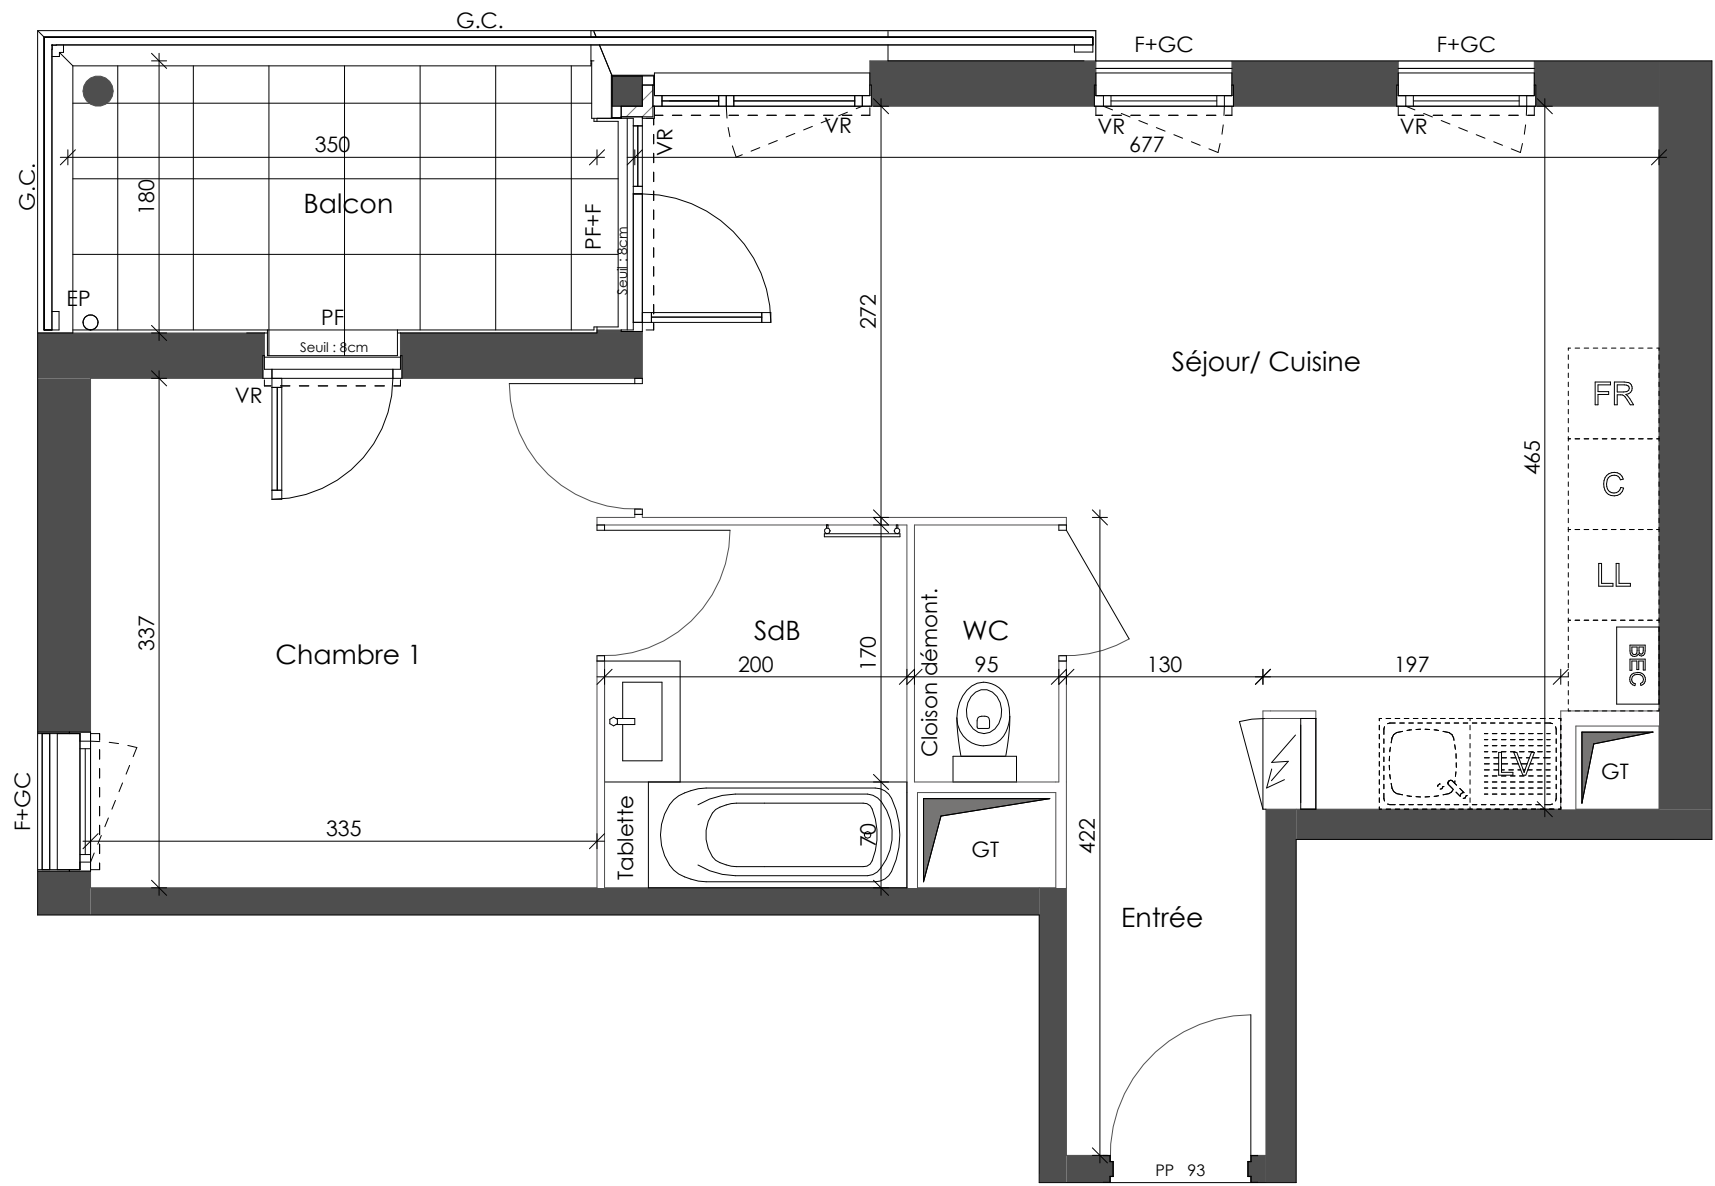 G.C.
F+GC
F+GC
VR
VR
VR
VR
350
677
G.C.
180
Balcon
PF+F
Seuil : 8cm
EP
PF
Seuil : 8cm
272
VR
Séjour/ Cuisine
FR
465
C
LL
BEC
337
Chambre 1
SdB
WC
Cloison démont.
170
200
95
130
197
LV
GT
F+GC
335
Tablette
70
GT
422
Entrée
PP 93